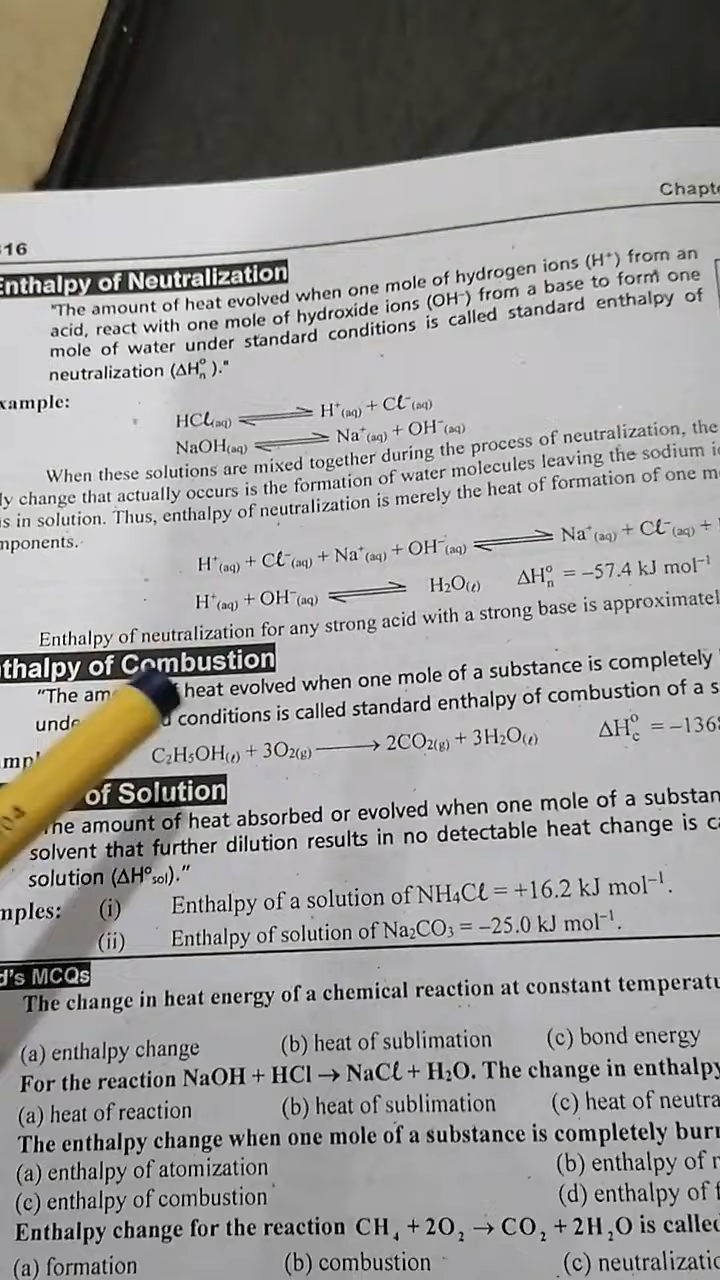 Chapte
16
Enthalpy of Neutralization
"The amount of heat evolved when one mole of hydrogen ions (H⁺) from an
acid, react with one mole of hydroxide ions (OH⁻) from a base to form one
mole of water under standard conditions is called standard enthalpy of
neutralization (ΔH°ₙ)."
xample:
HCℓ(aq) ⇌ H⁺(aq) + Cℓ⁻(aq)
NaOH(aq) ⇌ Na⁺(aq) + OH⁻(aq)
When these solutions are mixed together during the process of neutralization, the
ly change that actually occurs is the formation of water molecules leaving the sodium i
s in solution. Thus, enthalpy of neutralization is merely the heat of formation of one m
mponents.
H⁺(aq) + Cℓ⁻(aq) + Na⁺(aq) + OH⁻(aq) ⇌ Na⁺(aq) + Cℓ⁻(aq) +
H⁺(aq) + OH⁻(aq) ⇌ H₂O(ℓ) ΔH°ₙ = −57.4 kJ mol⁻¹
Enthalpy of neutralization for any strong acid with a strong base is approximatel
thalpy of Combustion
"The am heat evolved when one mole of a substance is completely
unde conditions is called standard enthalpy of combustion of a s
mpl C₂H₅OH(ℓ) + 3O₂(g) ⟶ 2CO₂(g) + 3H₂O(ℓ) ΔH°c = −136
of Solution
he amount of heat absorbed or evolved when one mole of a substan
solvent that further dilution results in no detectable heat change is ca
solution (ΔH°sol)."
mples: (i) Enthalpy of a solution of NH₄Cℓ = +16.2 kJ mol⁻¹.
(ii) Enthalpy of solution of Na₂CO₃ = −25.0 kJ mol⁻¹.
d's MCQs
The change in heat energy of a chemical reaction at constant temperatu
(a) enthalpy change (b) heat of sublimation (c) bond energy
For the reaction NaOH + HCl → NaCℓ + H₂O. The change in enthalpy
(a) heat of reaction (b) heat of sublimation (c) heat of neutra
The enthalpy change when one mole of a substance is completely bur
(a) enthalpy of atomization (b) enthalpy of
(c) enthalpy of combustion (d) enthalpy of f
Enthalpy change for the reaction CH₄ + 2O₂ → CO₂ + 2H₂O is called
(a) formation (b) combustion (c) neutralizatio
04